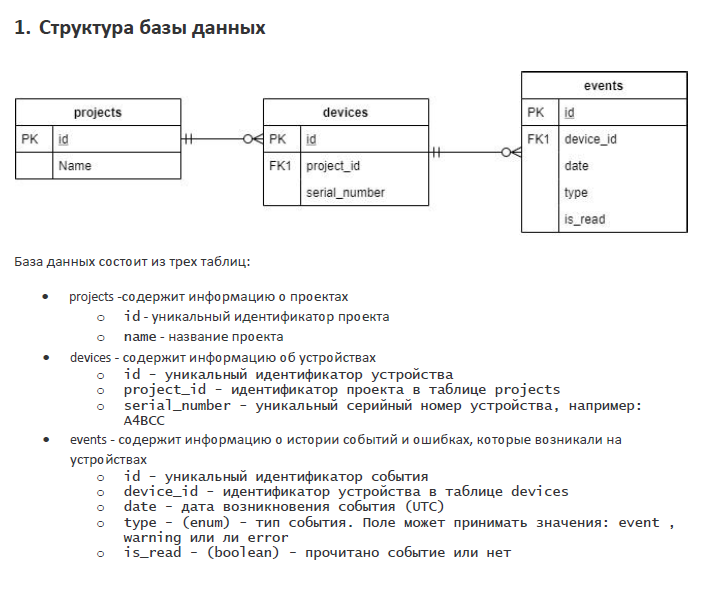 1. Структура базы данных
projects
PK id
Name
devices
PK id
FK1 project_id
serial_number
events
PK id
FK1 device_id
date
type
is_read
База данных состоит из трех таблиц:
• projects -содержит информацию о проектах
o id - уникальный идентификатор проекта
o name - название проекта
• devices - содержит информацию об устройствах
o id - уникальный идентификатор устройства
o project_id - идентификатор проекта в таблице projects
o serial_number - уникальный серийный номер устройства, например:
A4BCC
• events - содержит информацию о истории событий и ошибках, которые возникали на
устройствах
o id - уникальный идентификатор события
o device_id - идентификатор устройства в таблице devices
o date - дата возникновения события (UTC)
o type - (enum) - тип события. Поле может принимать значения: event ,
warning или ли error
o is_read - (boolean) - прочитано событие или нет